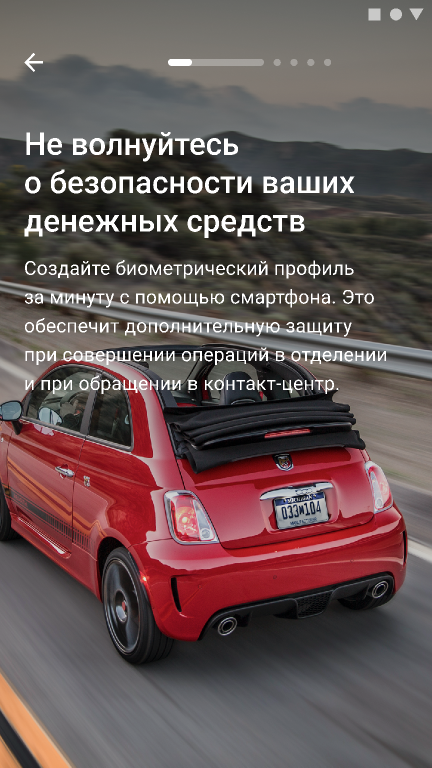 Не волнуйтесь
о безопасности ваших
денежных средств
Создайте биометрический профиль
за минуту с помощью смартфона. Это
обеспечит дополнительную защиту
при совершении операций в отделении
и при обращении в контакт-центр.
033W104